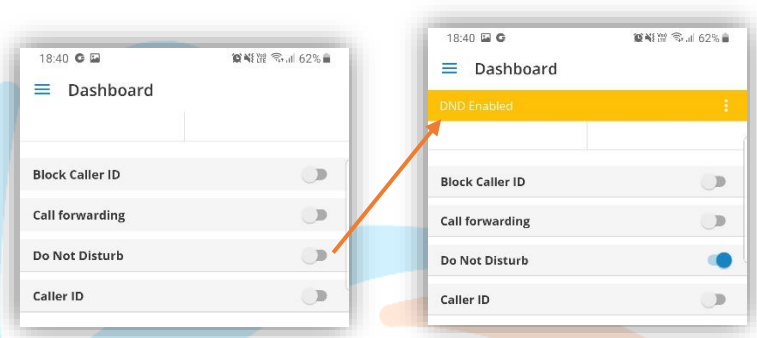 18:40 62%
Dashboard
Block Caller ID
Call forwarding
Do Not Disturb
Caller ID
18:40 62%
Dashboard
DND Enabled
Block Caller ID
Call forwarding
Do Not Disturb
Caller ID